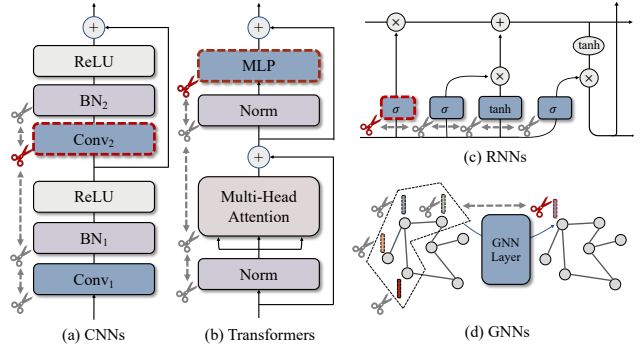 +
ReLU
BN₂
Conv₂
ReLU
BN₁
Conv₁
(a) CNNs
+
MLP
Norm
+
Multi-Head
Attention
Norm
(b) Transformers
×
+
tanh
×
×
σ
σ
tanh
σ
(c) RNNs
GNN
Layer
(d) GNNs